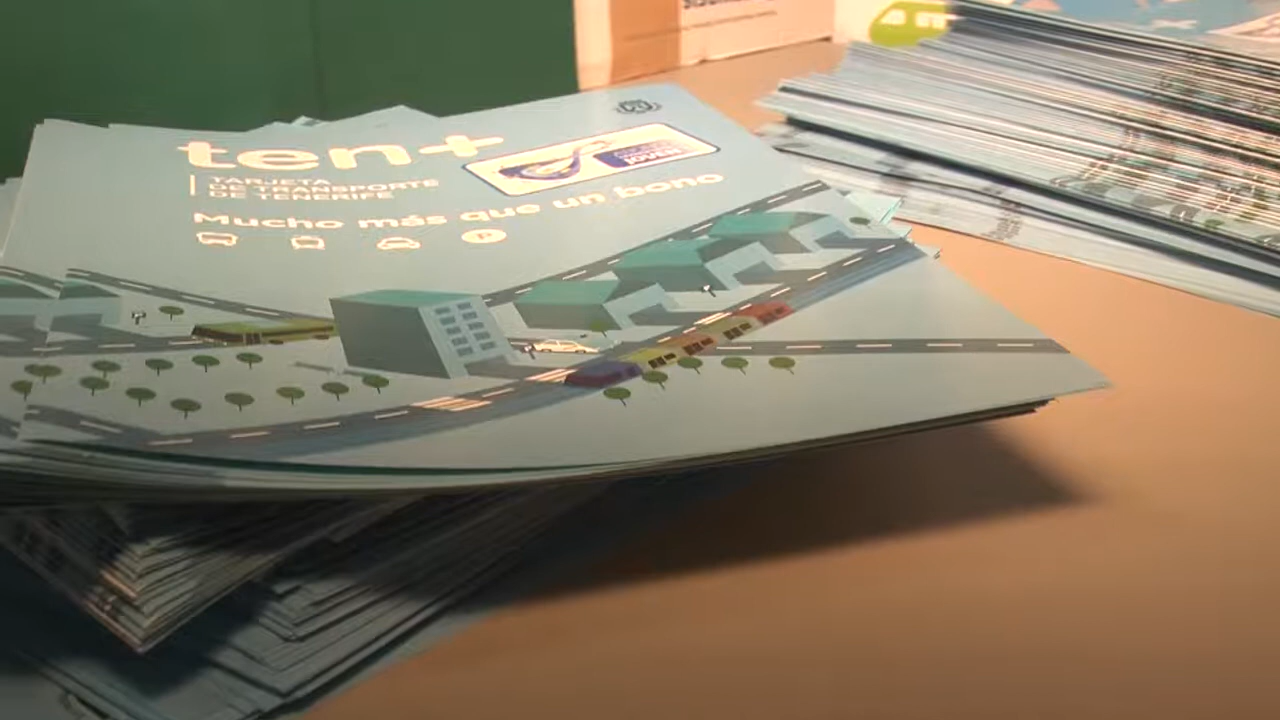 ten+
TARJETA
DE TRANSPORTE
DE TENERIFE
Mucho más que un bono
P